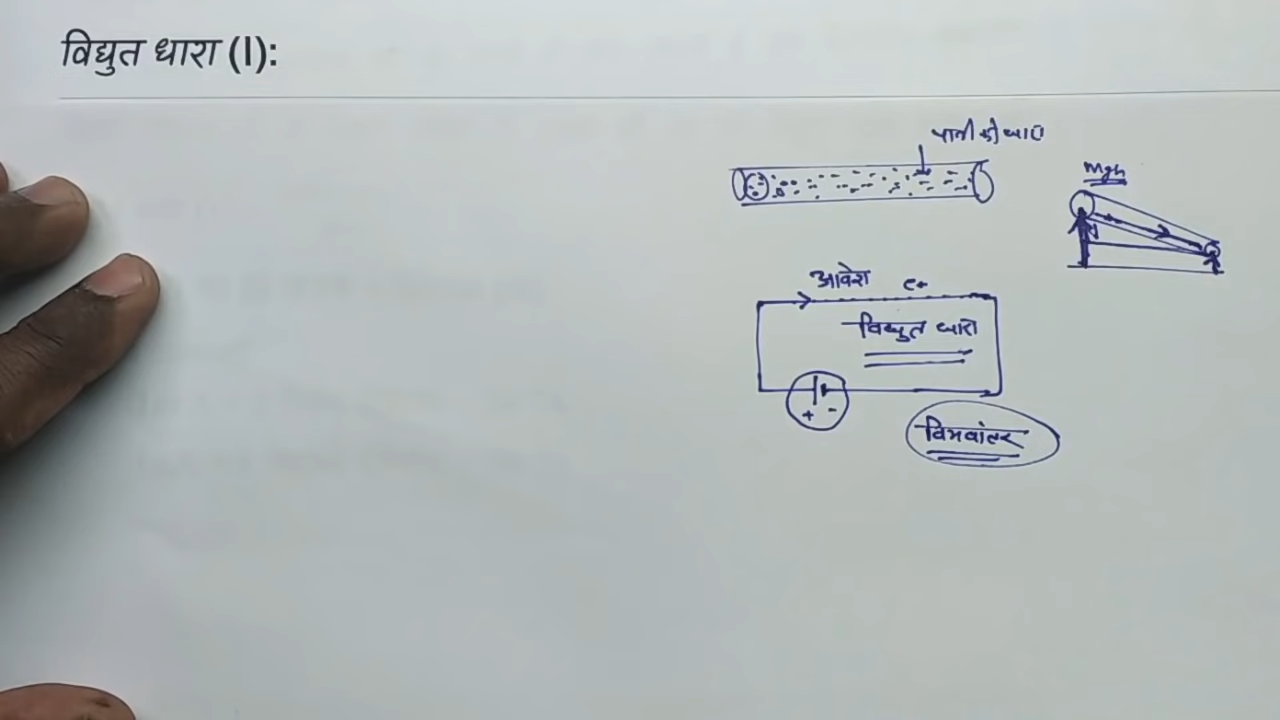 विद्युत धारा (I):
पानी की धारा
mgh
आवेश e-
विद्युत धारा
+ -
विभवांतर